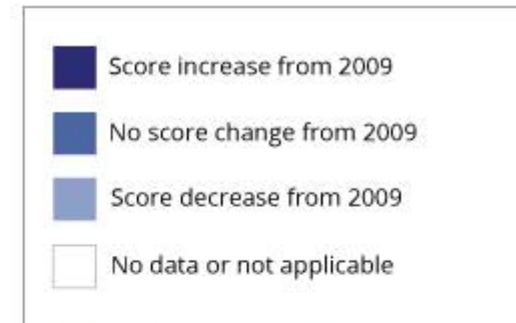 Score increase from 2009
No score change from 2009
Score decrease from 2009
No data or not applicable